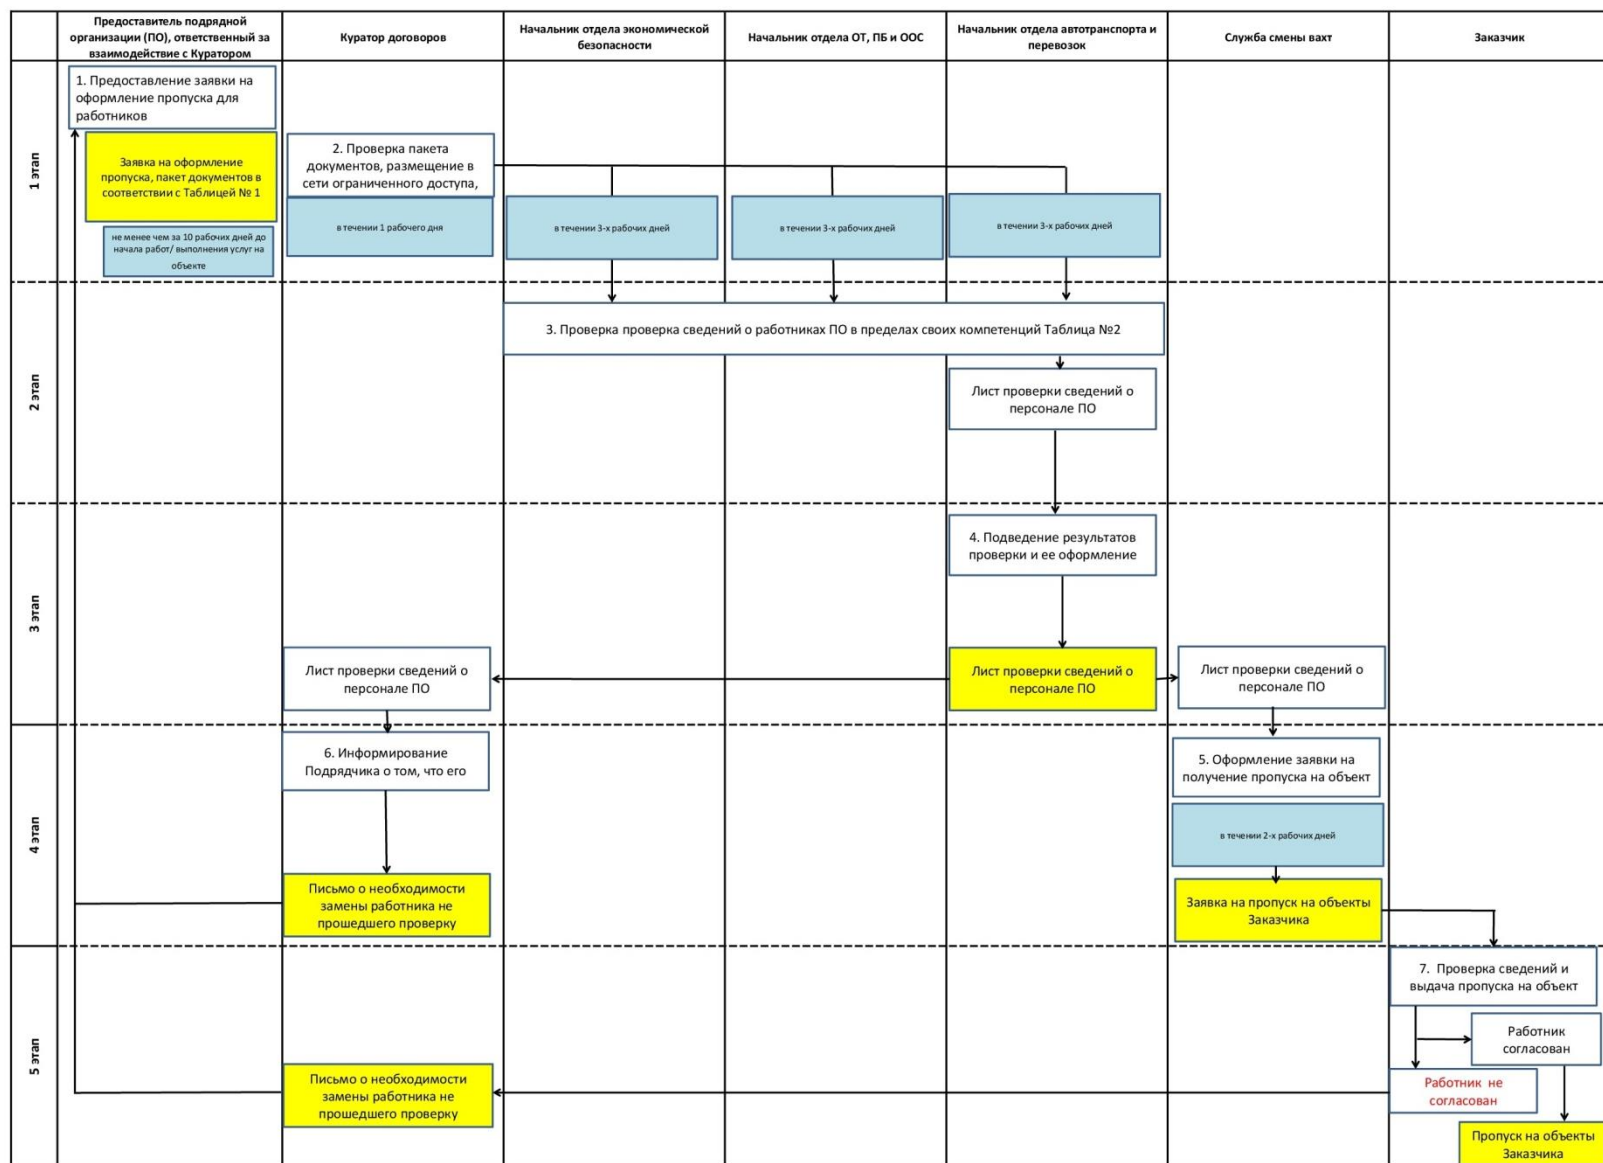 Предоставитель подрядной
организации (ПО), ответственный за
взаимодействие с Куратором
Куратор договоров
Начальник отдела экономической
безопасности
Начальник отдела ОТ, ПБ и ООС
Начальник отдела автотранспорта и
перевозок
Служба смены вахт
Заказчик
1 этап
1. Предоставление заявки на
оформление пропуска для
работников
Заявка на оформление
пропуска, пакет документов в
соответствии с Таблицей № 1
не менее чем за 10 рабочих дней до
начала работ/ выполнения услуг на
объекте
2. Проверка пакета
документов, размещение в
сети ограниченного доступа,
в течении 1 рабочего дня
в течении 3-х рабочих дней
в течении 3-х рабочих дней
в течении 3-х рабочих дней
2 этап
3. Проверка проверка сведений о работниках ПО в пределах своих компетенций Таблица №2
Лист проверки сведений о
персонале ПО
3 этап
4. Подведение результатов
проверки и ее оформление
Лист проверки сведений о
персонале ПО
Лист проверки сведений о
персонале ПО
Лист проверки сведений о
персонале ПО
4 этап
6. Информирование
Подрядчика о том, что его
5. Оформление заявки на
получение пропуска на объект
в течении 2-х рабочих дней
Письмо о необходимости
замены работника не
прошедшего проверку
Заявка на пропуск на объекты
Заказчика
5 этап
7. Проверка сведений и
выдача пропуска на объект
Работник
согласован
Письмо о необходимости
замены работника не
прошедшего проверку
Работник не
согласован
Пропуск на объекты
Заказчика